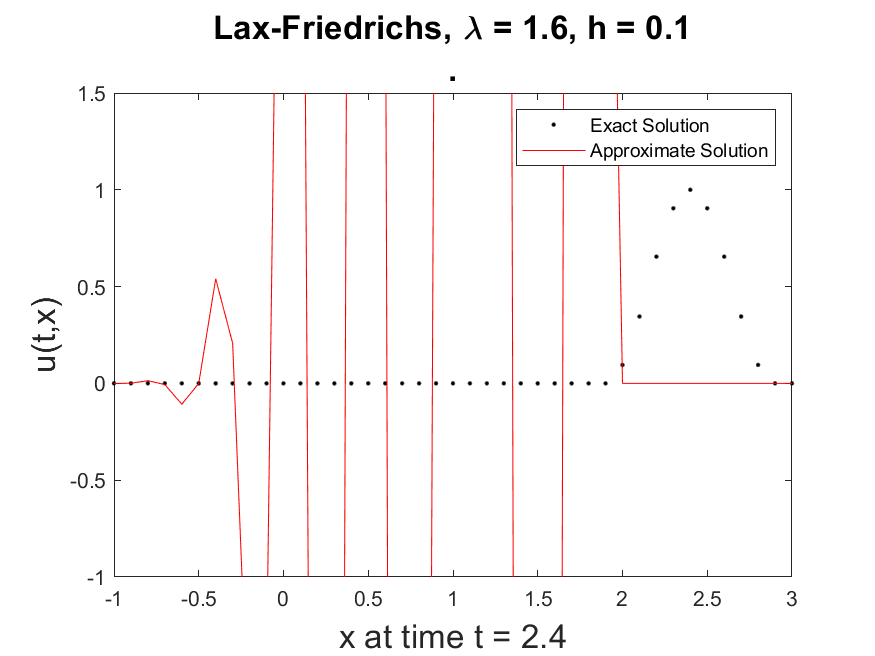 Lax-Friedrichs, λ = 1.6, h = 0.1
.
1.5
1
0.5
0
-0.5
-1
u(t,x)
Exact Solution
Approximate Solution
-1 -0.5 0 0.5 1 1.5 2 2.5 3
x at time t = 2.4